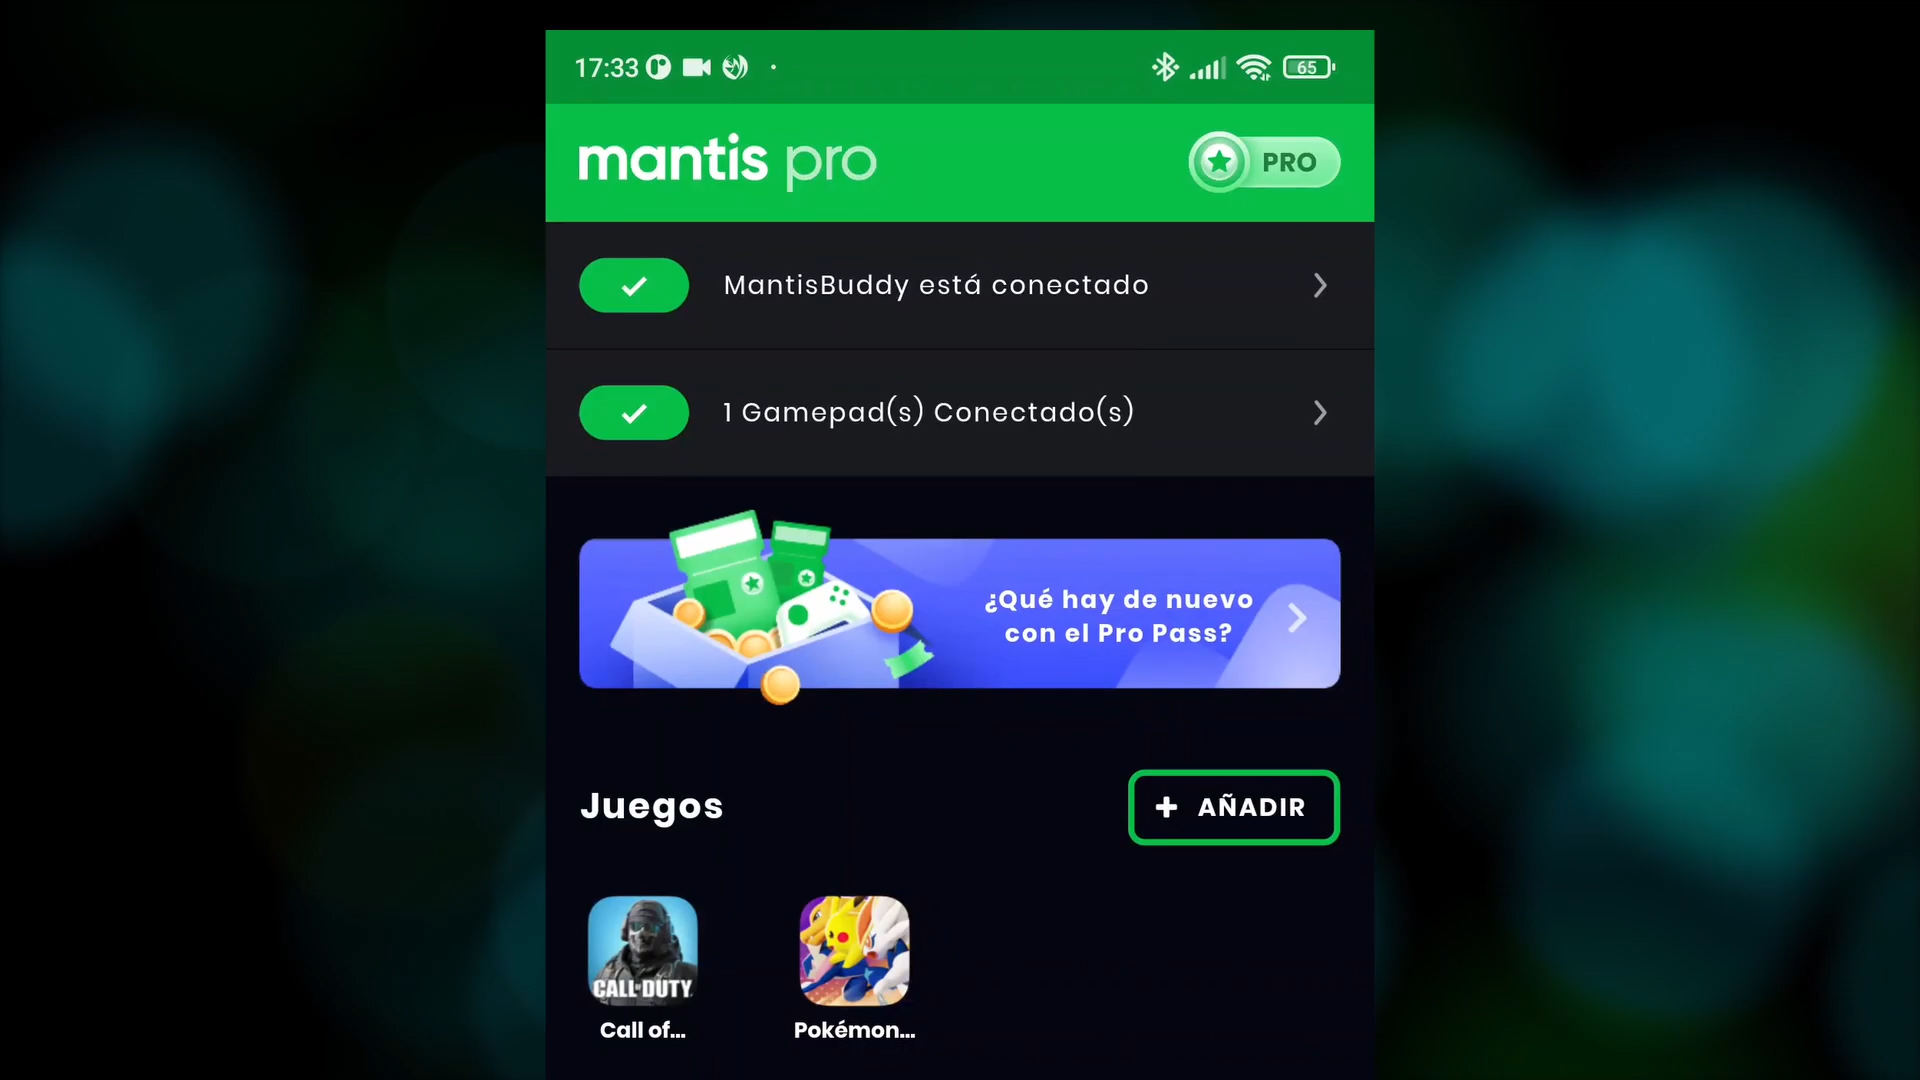 17:33
65
mantis pro
PRO
MantisBuddy está conectado
1 Gamepad(s) Conectado(s)
¿Qué hay de nuevo
con el Pro Pass?
Juegos
+ AÑADIR
CALL OF DUTY
Call of...
Pokémon...